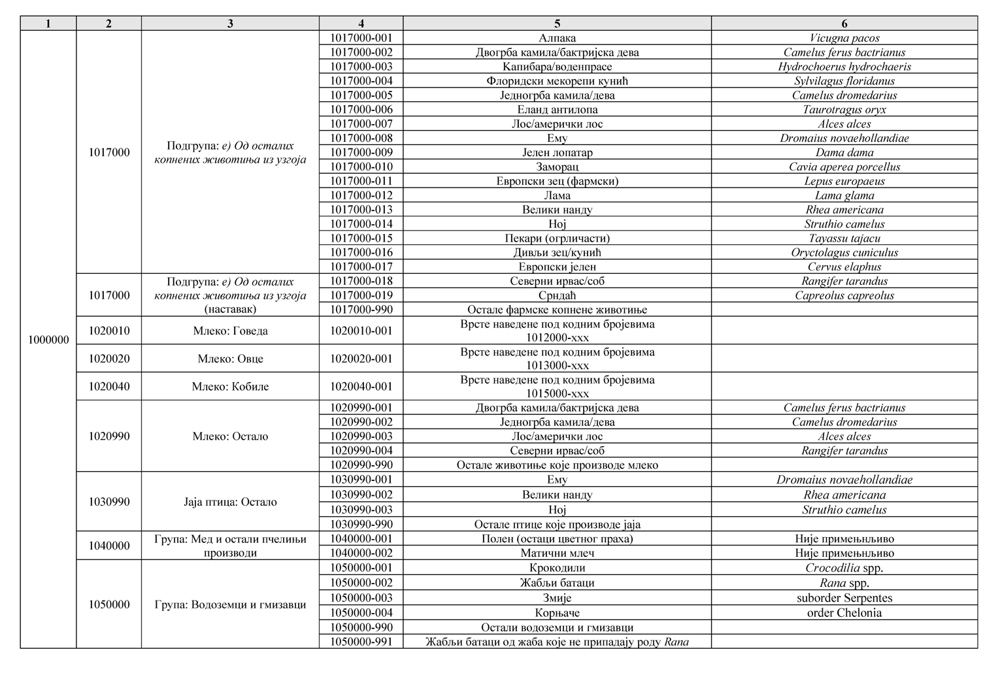 1 2 3 4 5 6
1017000-001 Алпака Vicugna pacos
1017000-002 Двогрба камила/бактријска дева Camelus ferus bactrianus
1017000-003 Капибара/воденпрасе Hydrochoerus hydrochaeris
1017000-004 Флоридски мекорепи кунић Sylvilagus floridanus
1017000-005 Једногрба камила/дева Camelus dromedarius
1017000-006 Еланд антилопа Taurotragus oryx
1017000-007 Лос/амерички лос Alces alces
1017000-008 Ему Dromaius novaehollandiae
1017000 Подгрупа: е) Од осталих
копнених животиња из узгоја
1017000-009 Јелен лопатар Dama dama
1017000-010 Заморац Cavia aperea porcellus
1017000-011 Европски зец (фармски) Lepus europaeus
1017000-012 Лама Lama glama
1017000-013 Велики нанду Rhea americana
1017000-014 Ној Struthio camelus
1017000-015 Пекари (огрличасти) Tayassu tajacu
1017000-016 Дивљи зец/кунић Oryctolagus cuniculus
1017000-017 Европски јелен Cervus elaphus
1017000 Подгрупа: е) Од осталих
копнених животиња из узгоја
(наставак)
1017000-018 Северни ирвас/соб Rangifer tarandus
1017000-019 Срндаћ Capreolus capreolus
1017000-990 Остале фармске копнене животиње
1000000
1020010 Млеко: Говеда 1020010-001 Врсте наведене под кодним бројевима
1012000-xxx
1020020 Млеко: Овце 1020020-001 Врсте наведене под кодним бројевима
1013000-xxx
1020040 Млеко: Кобиле 1020040-001 Врсте наведене под кодним бројевима
1015000-xxx
1020990 Млеко: Остало
1020990-001 Двогрба камила/бактријска дева Camelus ferus bactrianus
1020990-002 Једногрба камила/дева Camelus dromedarius
1020990-003 Лос/амерички лос Alces alces
1020990-004 Северни ирвас/соб Rangifer tarandus
1020990-990 Остале животиње које производе млеко
1030990 Јаја птица: Остало
1030990-001 Ему Dromaius novaehollandiae
1030990-002 Велики нанду Rhea americana
1030990-003 Ној Struthio camelus
1030990-990 Остале птице које производе јаја
1040000 Група: Мед и остали пчелињи
производи
1040000-001 Полен (остаци цветног праха) Није примењнљиво
1040000-002 Матични млеч Није примењнљиво
1050000 Група: Водоземци и гмизавци
1050000-001 Крокодили Crocodilia spp.
1050000-002 Жабљи батаци Rana spp.
1050000-003 Змије suborder Serpentes
1050000-004 Корњаче order Chelonia
1050000-990 Остали водоземци и гмизавци
1050000-991 Жабљи батаци од жаба које не припадају роду Rana